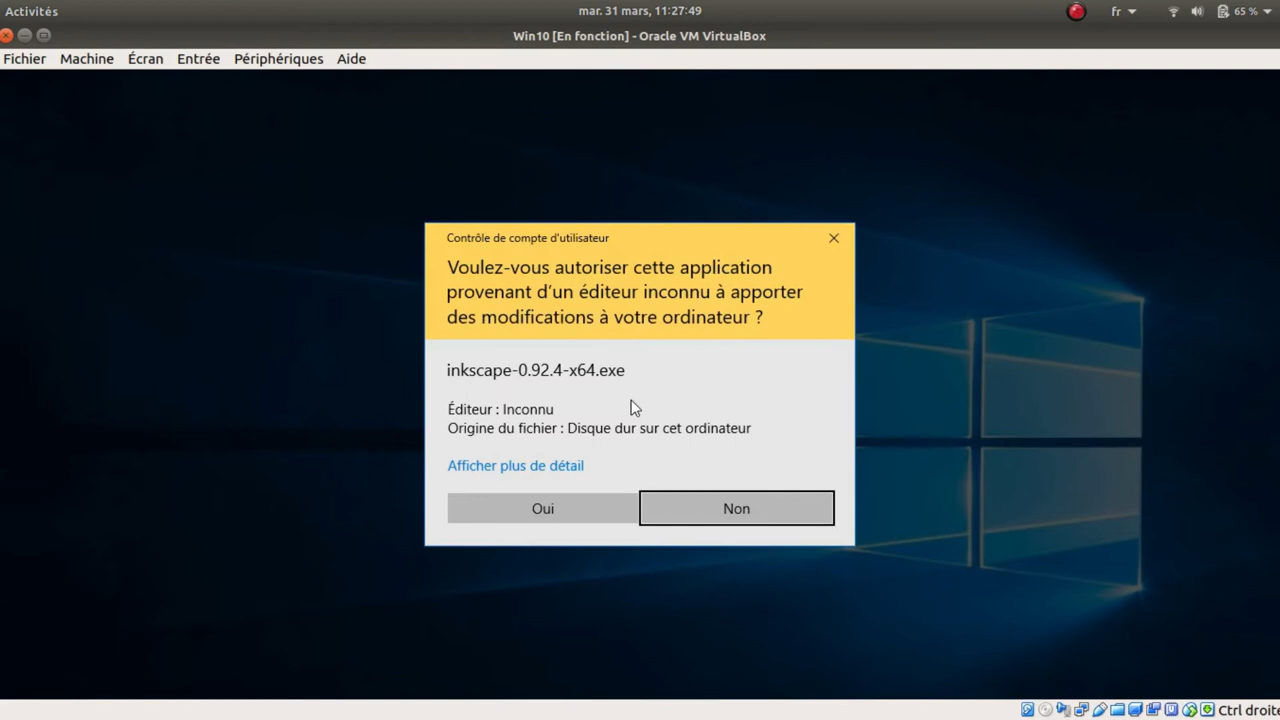 Activités
mar. 31 mars, 11:27:49
fr
65 %
Win10 [En fonction] - Oracle VM VirtualBox
Fichier Machine Écran Entrée Périphériques Aide
Contrôle de compte d'utilisateur
Voulez-vous autoriser cette application
provenant d'un éditeur inconnu à apporter
des modifications à votre ordinateur ?
inkscape-0.92.4-x64.exe
Éditeur : Inconnu
Origine du fichier : Disque dur sur cet ordinateur
Afficher plus de détail
Oui
Non
Ctrl droite